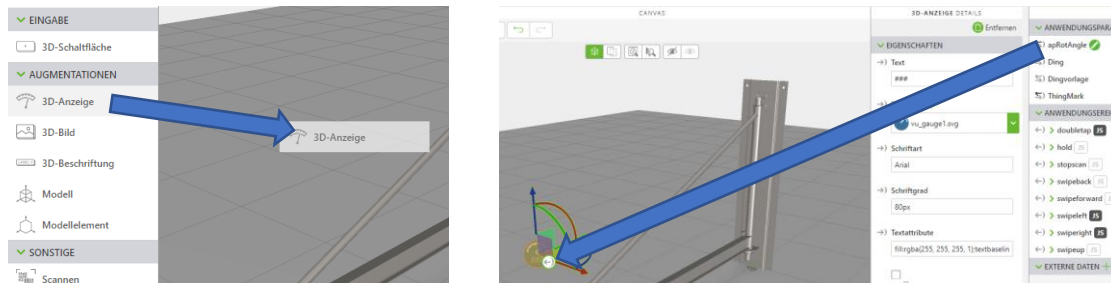 EINGABE
3D-Schaltfläche
AUGMENTATIONEN
3D-Anzeige
3D-Bild
3D-Beschriftung
Modell
Modellelement
SONSTIGE
Scannen
3D-Anzeige
CANVAS
3D-ANZEIGE DETAILS
Entfernen
EIGENSCHAFTEN
Text
###
vu_gauge1.svg
Schriftart
Arial
Schriftgrad
80px
Textattribute
fill:rgba(255, 255, 255, 1);textbaselin
ANWENDUNGSPARA
apRotAngle
Ding
Dingvorlage
ThingMark
ANWENDUNGSEREI
doubletap JS
hold JS
stopscan JS
swipeback JS
swipeforward
swipeleft JS
swiperight JS
swipeup JS
EXTERNE DATEN